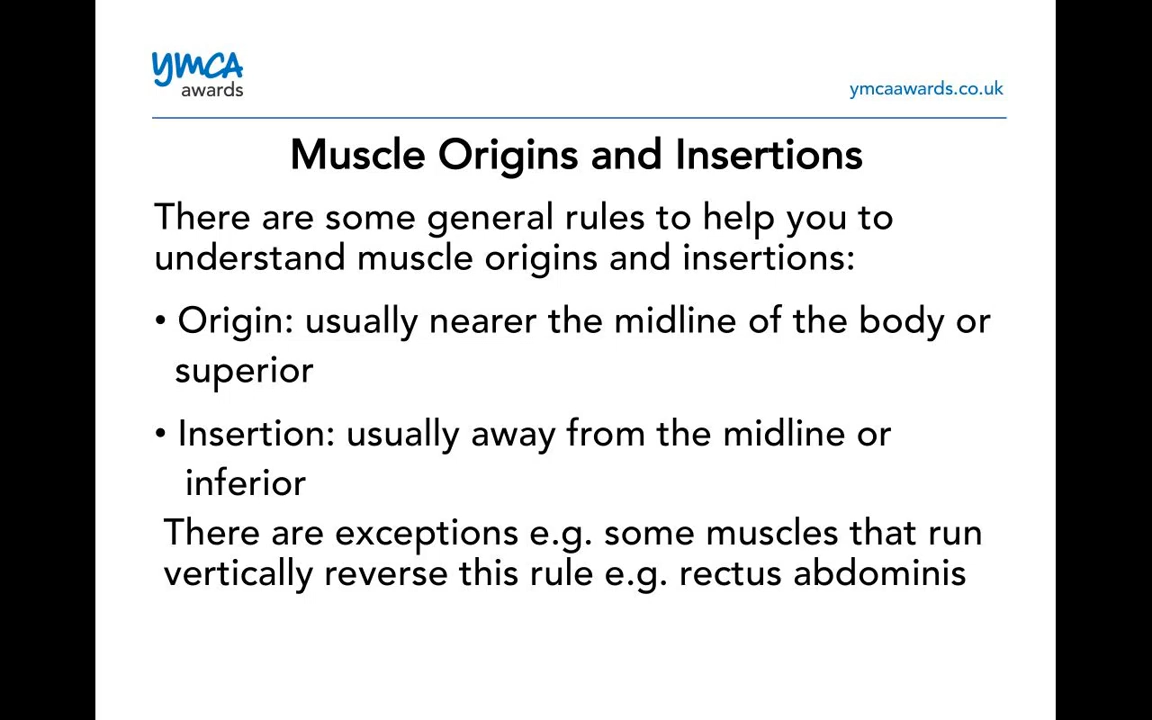 ymca
awards
ymcaawards.co.uk
Muscle Origins and Insertions
There are some general rules to help you to
understand muscle origins and insertions:
• Origin: usually nearer the midline of the body or
superior
• Insertion: usually away from the midline or
inferior
There are exceptions e.g. some muscles that run
vertically reverse this rule e.g. rectus abdominis